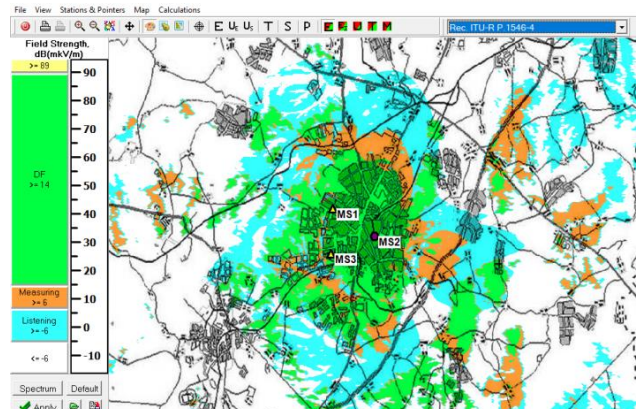 File View Stations & Pointers Map Calculations
E Uε Us T S P E E U T M
Rec. ITU-R P.1546-4
Field Strength,
dB(mkV/m)
>= 89
90
80
70
60
DF
>= 14
50
40
30
20
Measuring
>= 6
10
Listening
>= -6
0
<= -6
-10
MS1
MS2
MS3
Spectrum Default
Apply